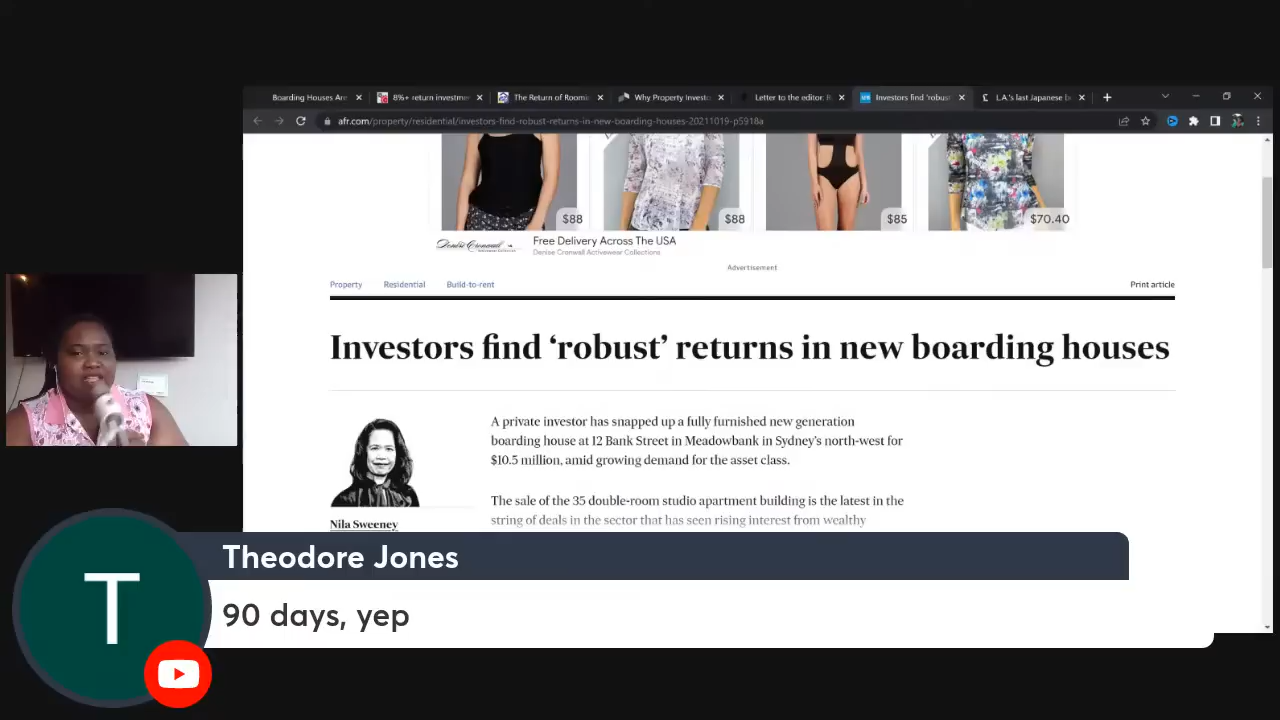 Boarding Houses Are
8%+ return investme
The Return of Roomi
Why Property Investo
Letter to the editor: B
Investors find 'robust'
L.A.'s last Japanese b
afr.com/property/residential/investors-find-robust-returns-in-new-boarding-houses-20211019-p5918a
$88
$88
$85
$70.40
Denise Cronwall
Free Delivery Across The USA
Denise Cronwall Activewear Collections
Advertisement
Property
Residential
Build-to-rent
Print article
Investors find ‘robust’ returns in new boarding houses
A private investor has snapped up a fully furnished new generation
boarding house at 12 Bank Street in Meadowbank in Sydney’s north-west for
$10.5 million, amid growing demand for the asset class.
The sale of the 35 double-room studio apartment building is the latest in the
string of deals in the sector that has seen rising interest from wealthy
Nila Sweeney
T
Theodore Jones
90 days, yep